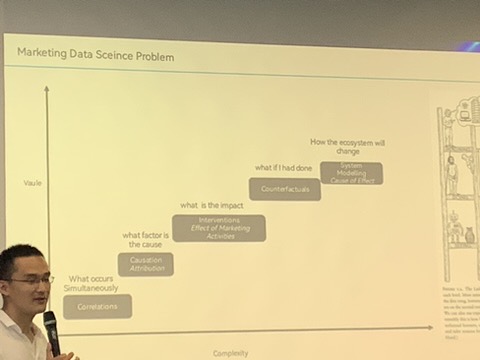 Marketing Data Sceince Problem
How the ecosystem will
change
System
Modelling
Cause of Effect
what if I had done
Counterfactuals
Vaule
what is the impact
Interventions
Effect of Marketing
Activities
what factor is
the cause
Causation
Attribution
What occurs
Simultaneously
Correlations
Complexity